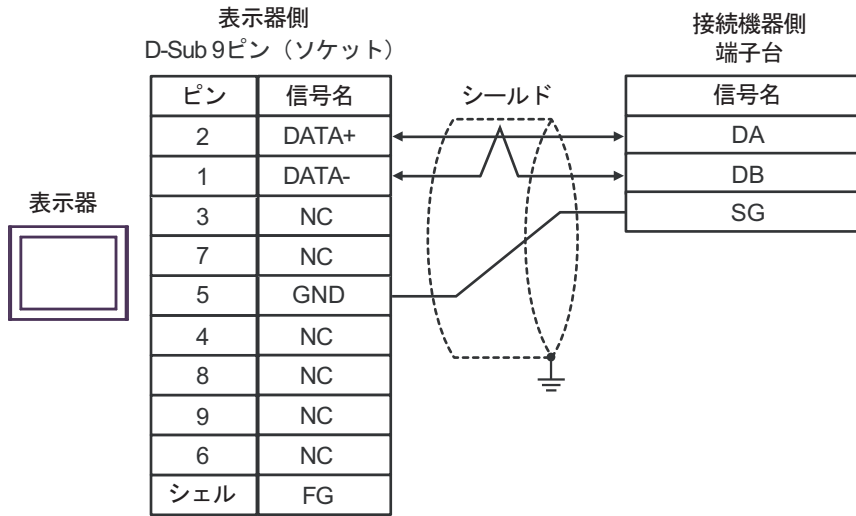 表示器側
D-Sub 9ピン（ソケット）
接続機器側
端子台
ピン 信号名 シールド 信号名
2 DATA+ DA
1 DATA- DB
表示器
3 NC SG
7 NC
5 GND
4 NC
8 NC
9 NC
6 NC
シェル FG